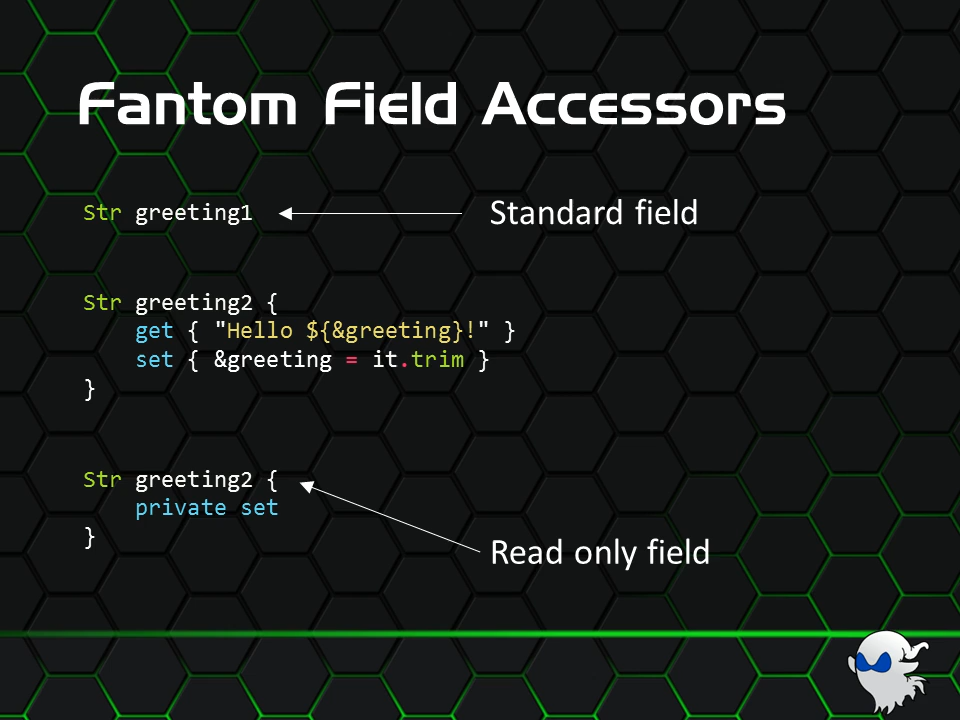 Fantom Field Accessors
Str greeting1
Standard field
Str greeting2 {
    get { "Hello ${&greeting}!" }
    set { &greeting = it.trim }
}
Str greeting2 {
    private set
}
Read only field